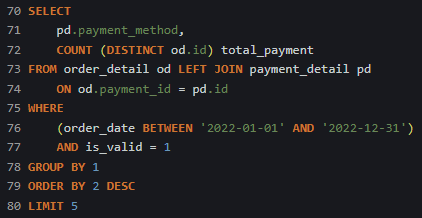 70 SELECT
71 pd.payment_method,
72 COUNT (DISTINCT od.id) total_payment
73 FROM order_detail od LEFT JOIN payment_detail pd
74 ON od.payment_id = pd.id
75 WHERE
76 (order_date BETWEEN '2022-01-01' AND '2022-12-31')
77 AND is_valid = 1
78 GROUP BY 1
79 ORDER BY 2 DESC
80 LIMIT 5